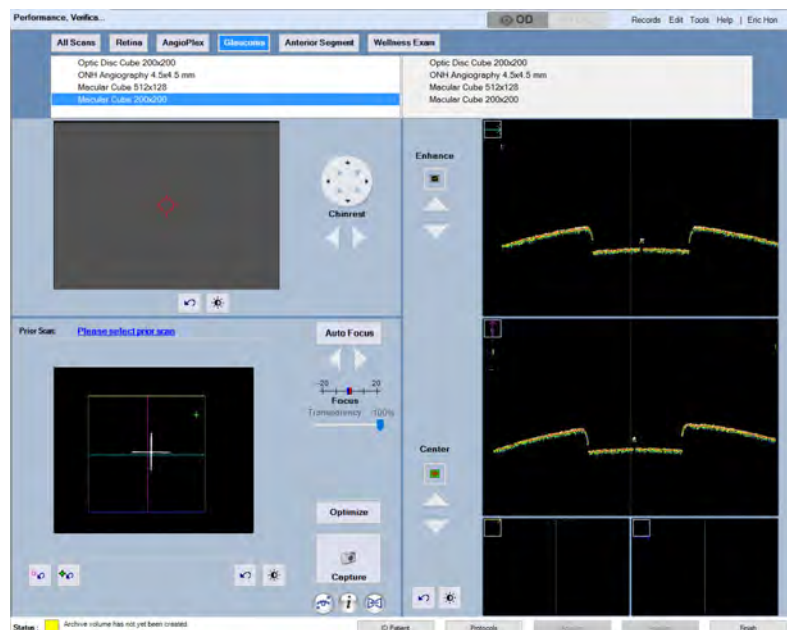 Performance, Verifica...
OD
Records Edit Tools Help | Eric Hon
All Scans Retina AngioPlex Glaucoma Anterior Segment Wellness Exam
Optic Disc Cube 200x200
ONH Angiography 4.5x4.5 mm
Macular Cube 512x128
Macular Cube 200x200
Optic Disc Cube 200x200
ONH Angiography 4.5x4.5 mm
Macular Cube 512x128
Macular Cube 200x200
Enhance
Chinrest
Prior Scan: Please select prior scan
Auto Focus
-20 20
Focus
Transparency 100%
Center
Optimize
Capture
Status : Archive volume has not yet been created.
ID Patient Protocols Finish